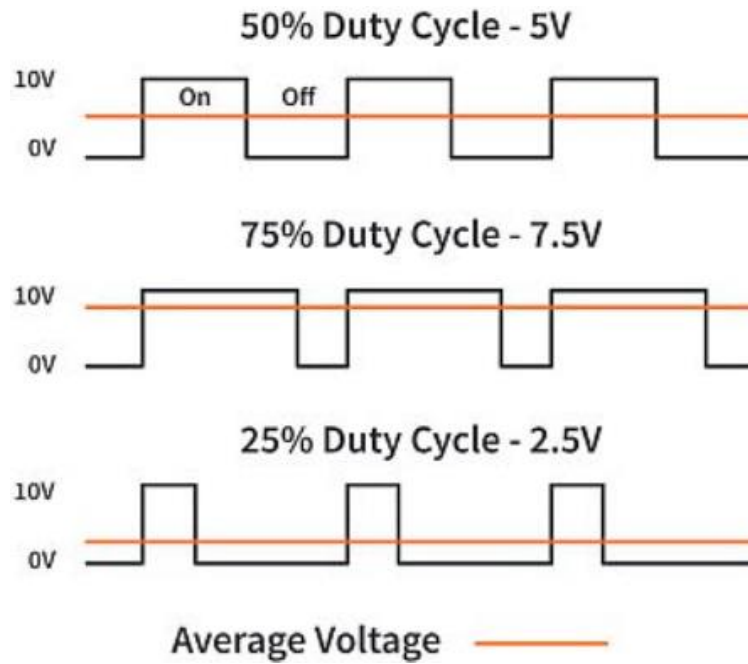 50% Duty Cycle - 5V
10V
On Off
0V
75% Duty Cycle - 7.5V
10V
0V
25% Duty Cycle - 2.5V
10V
0V
Average Voltage